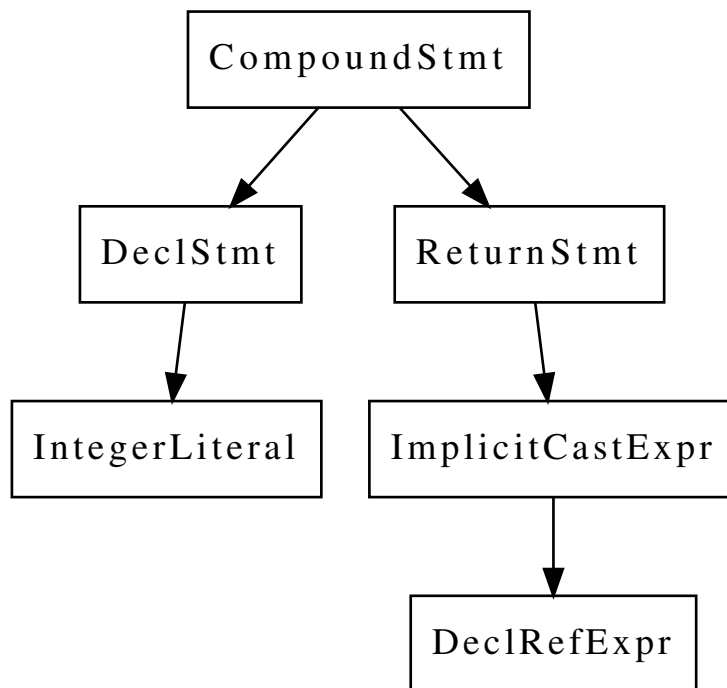 CompoundStmt
DeclStmt
ReturnStmt
IntegerLiteral
ImplicitCastExpr
DeclRefExpr